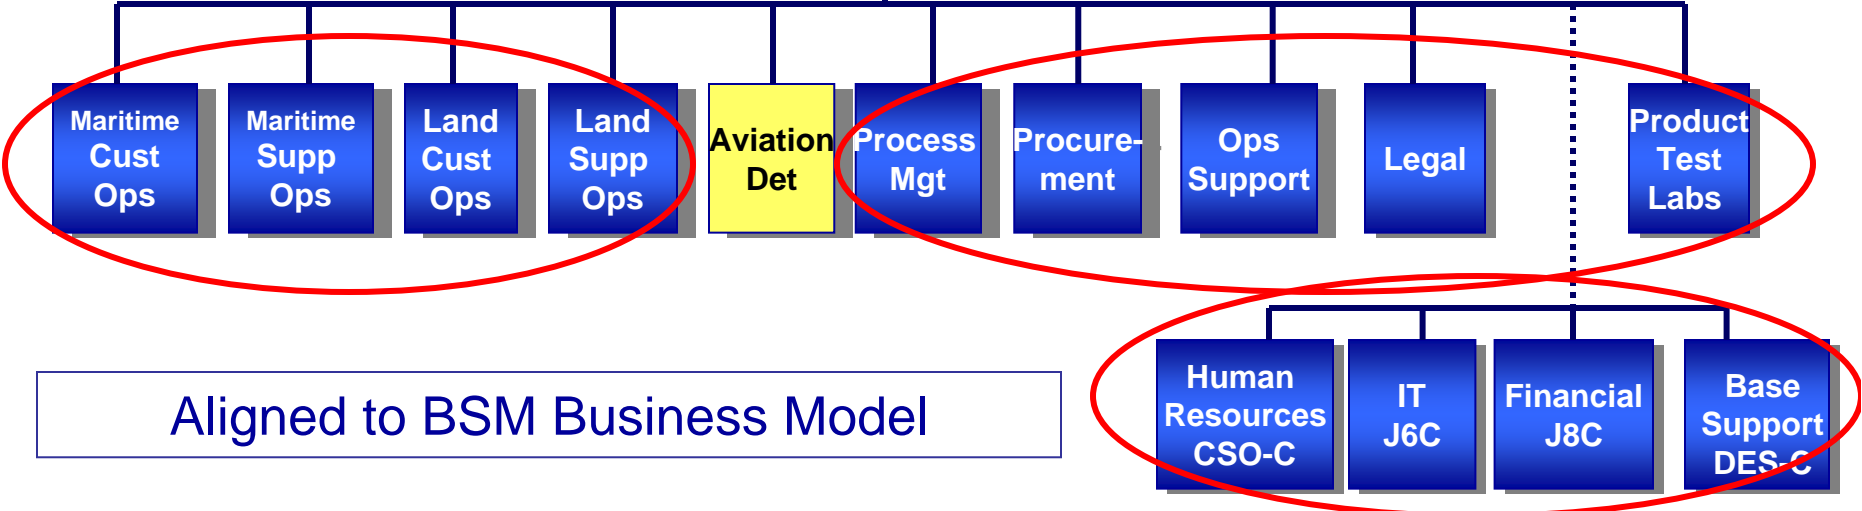 Maritime
Cust
Ops
Maritime
Supp
Ops
Land
Cust
Ops
Land
Supp
Ops
Aviation
Det
Process
Mgt
Procure-
ment
Ops
Support
Legal
Product
Test
Labs
Human
Resources
CSO-C
IT
J6C
Financial
J8C
Base
Support
DES-C
Aligned to BSM Business Model